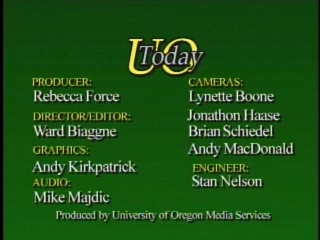 UO Today
PRODUCER:
Rebecca Force
DIRECTOR/EDITOR:
Ward Biaggne
GRAPHICS:
Andy Kirkpatrick
AUDIO:
Mike Majdic
CAMERAS:
Lynette Boone
Jonathon Haase
Brian Schiedel
Andy MacDonald
ENGINEER:
Stan Nelson
Produced by University of Oregon Media Services